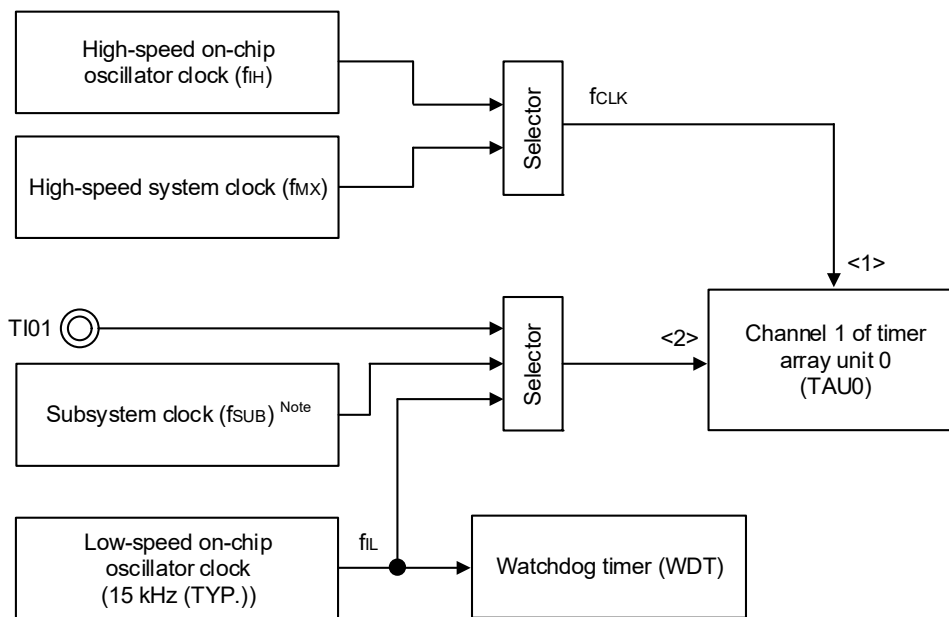 High-speed on-chip
oscillator clock (fIH)
Selector
fCLK
High-speed system clock (fMX)
<1>
TI01
Selector
<2>
Channel 1 of timer
array unit 0
(TAU0)
Subsystem clock (fSUB) Note
Low-speed on-chip
oscillator clock
(15 kHz (TYP.))
fIL
Watchdog timer (WDT)